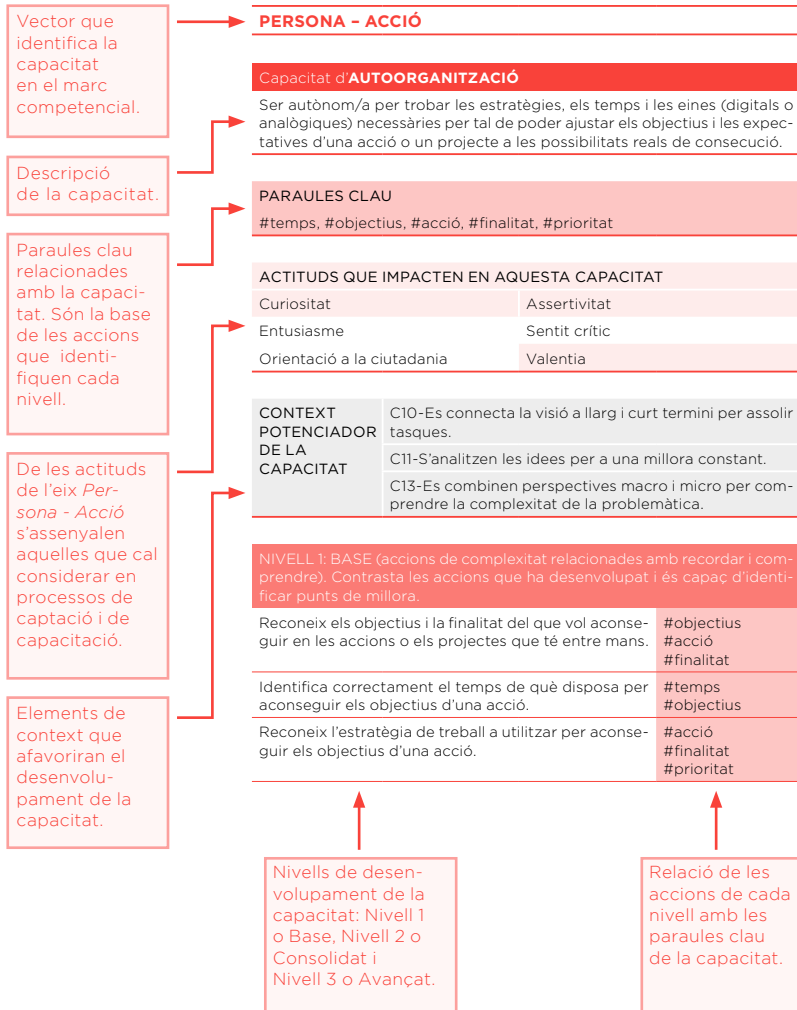 Vector que
identifica la
capacitat
en el marc
competencial.
Descripció
de la capacitat.
Paraules clau
relacionades
amb la capaci-
tat. Són la base
de les accions
que identi-
fiquen cada
nivell.
De les actituds
de l'eix Per-
sona - Acció
s'assenyalen
aquelles que cal
considerar en
processos de
captació i de
capacitació.
Elements de
context que
afavoriran el
desenvolu-
pament de la
capacitat.
PERSONA – ACCIÓ
Capacitat d'AUTOORGANITZACIÓ
Ser autònom/a per trobar les estratègies, els temps i les eines (digitals o
analògiques) necessàries per tal de poder ajustar els objectius i les expec-
tatives d'una acció o un projecte a les possibilitats reals de consecució.
PARAULES CLAU
#temps, #objectius, #acció, #finalitat, #prioritat
ACTITUDS QUE IMPACTEN EN AQUESTA CAPACITAT
Curiositat Assertivitat
Entusiasme Sentit crític
Orientació a la ciutadania Valentia
CONTEXT
POTENCIADOR
DE LA
CAPACITAT
C10-Es connecta la visió a llarg i curt termini per assolir
tasques.
C11-S'analitzen les idees per a una millora constant.
C13-Es combinen perspectives macro i micro per com-
prendre la complexitat de la problemàtica.
NIVELL 1: BASE (accions de complexitat relacionades amb recordar i com-
prendre). Contrasta les accions que ha desenvolupat i és capaç d'identi-
ficar punts de millora.
Reconeix els objectius i la finalitat del que vol aconse-
guir en les accions o els projectes que té entre mans.
#objectius
#acció
#finalitat
Identifica correctament el temps de què disposa per
aconseguir els objectius d'una acció.
#temps
#objectius
Reconeix l'estratègia de treball a utilitzar per aconse-
guir els objectius d'una acció.
#acció
#finalitat
#prioritat
Nivells de desen-
volupament de la
capacitat: Nivell 1
o Base, Nivell 2 o
Consolidat i
Nivell 3 o Avançat.
Relació de les
accions de cada
nivell amb les
paraules clau
de la capacitat.